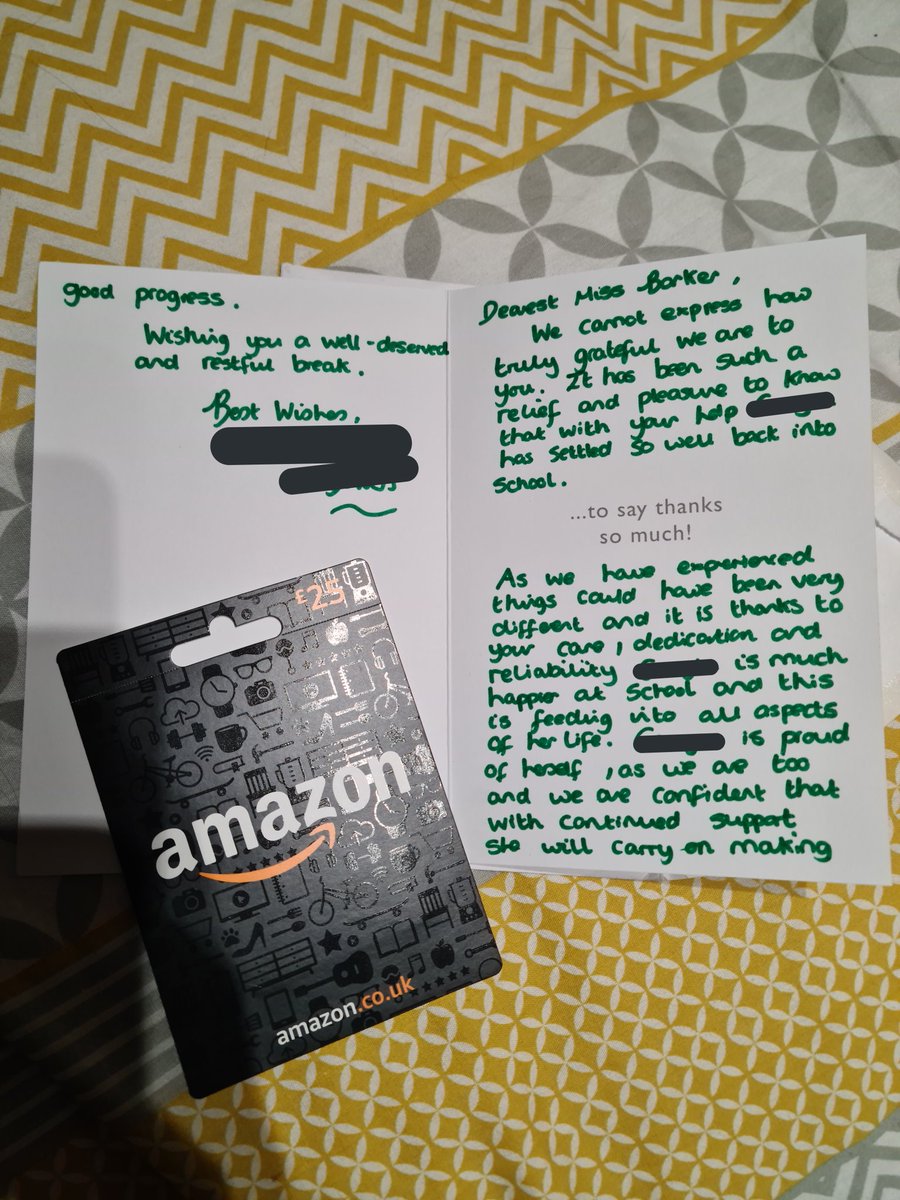 Dearest Miss Barker,
We cannot express how
truly grateful we are to
you. It has been such a
relief and pleasure to know
that with your help
has settled so well back into
School.
...to say thanks
so much!
As we have experienced
things could have been very
different and it is thanks to
your care, dedication and
reliability is much
happier at School and this
is feeding into all aspects
of her life. is proud
of herself, as we are too
and we are confident that
with continued support
she will carry on making
good progress.
Wishing you a well-deserved
and restful break.
Best Wishes,
£25
amazon
amazon.co.uk